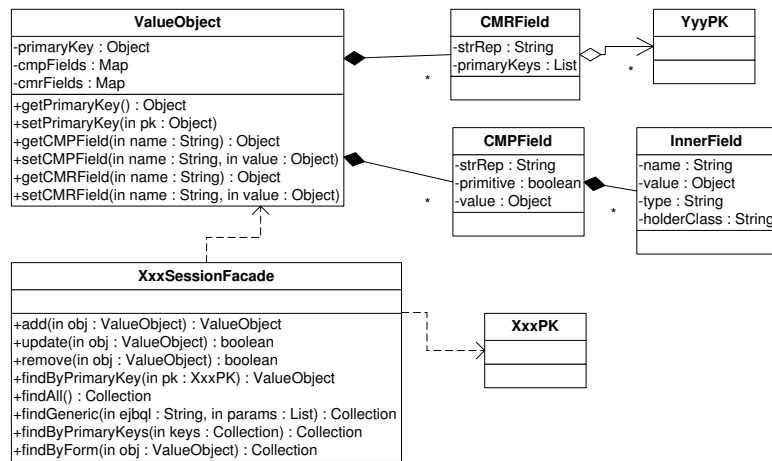 ValueObject
-primaryKey : Object
-cmpFields : Map
-cmrFields : Map
+getPrimaryKey() : Object
+setPrimaryKey(in pk : Object)
+getCMPField(in name : String) : Object
+setCMPField(in name : String, in value : Object)
+getCMRField(in name : String) : Object
+setCMRField(in name : String, in value : Object)
CMRField
-strRep : String
-primaryKeys : List
*
YyyPK
*
CMPField
-strRep : String
-primitive : boolean
-value : Object
*
InnerField
-name : String
-value : Object
-type : String
-holderClass : String
*
XxxSessionFacade
+add(in obj : ValueObject) : ValueObject
+update(in obj : ValueObject) : boolean
+remove(in obj : ValueObject) : boolean
+findByPrimaryKey(in pk : XxxPK) : ValueObject
+findAll() : Collection
+findGeneric(in ejbql : String, in params : List) : Collection
+findByPrimaryKeys(in keys : Collection) : Collection
+findByForm(in obj : ValueObject) : Collection
XxxPK